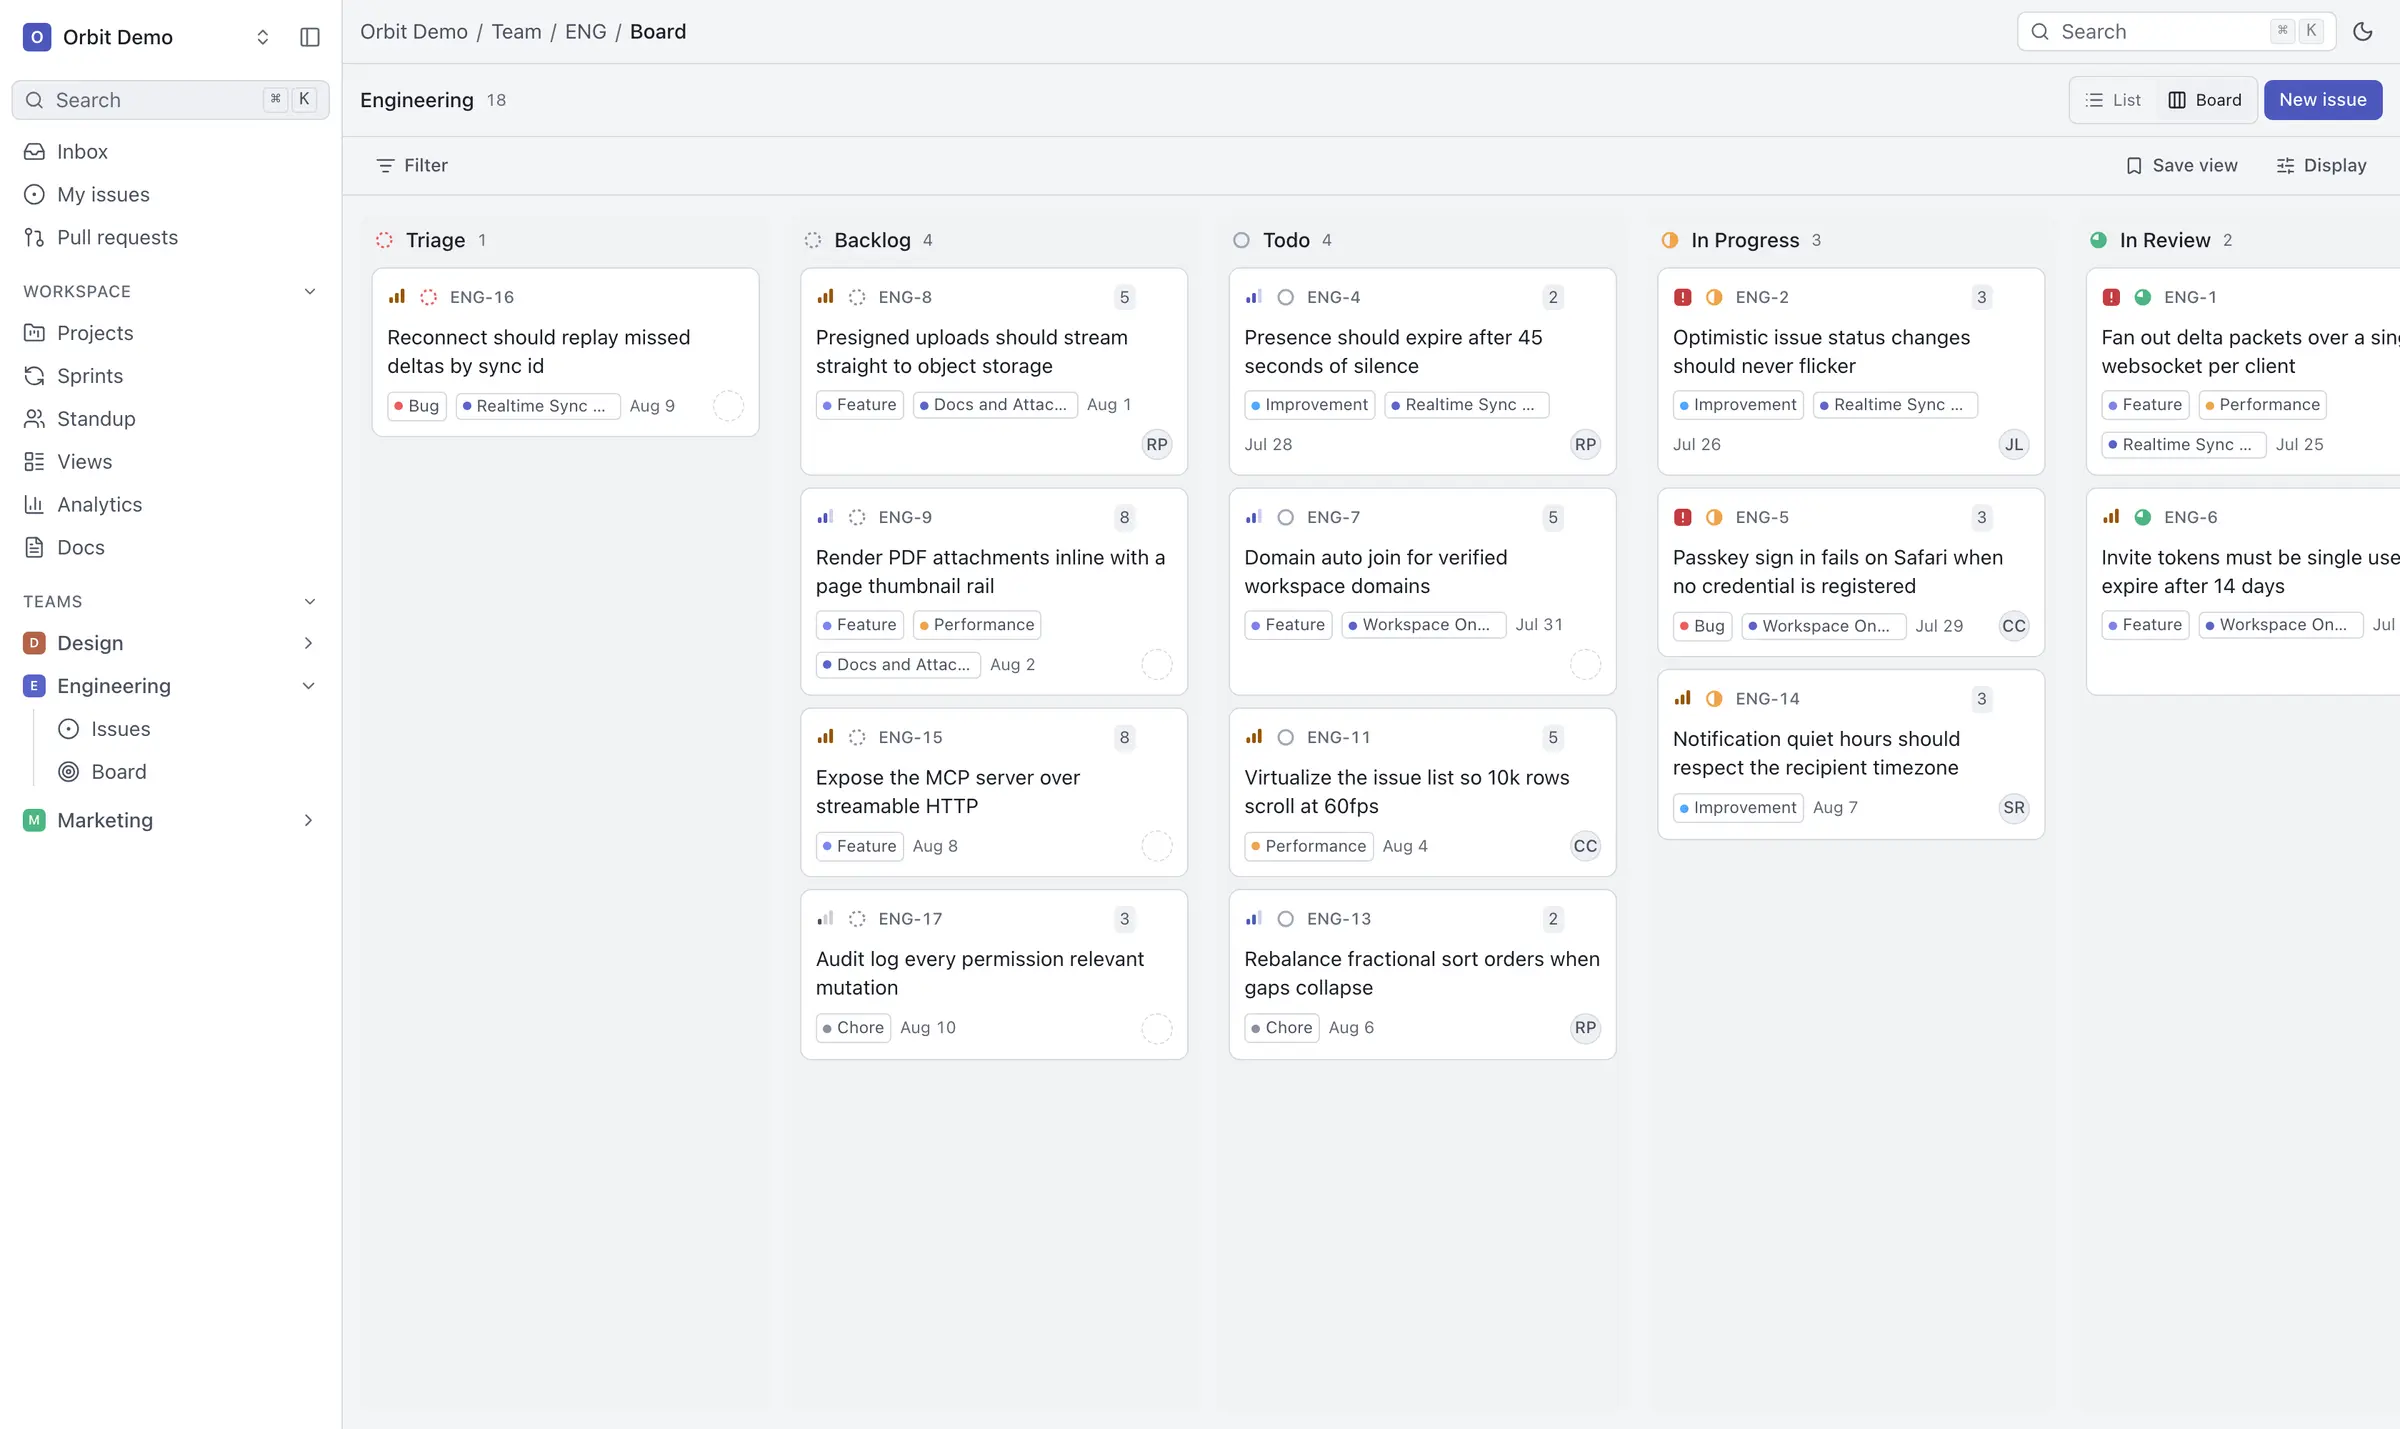 O Orbit Demo
Search ⌘ K
Inbox
My issues
Pull requests
WORKSPACE
Projects
Sprints
Standup
Views
Analytics
Docs
TEAMS
D Design
E Engineering
Issues
Board
M Marketing
Orbit Demo / Team / ENG / Board
Search ⌘ K
Engineering 18
List Board New issue
Filter
Save view Display
Triage 1
ENG-16
Reconnect should replay missed
deltas by sync id
Bug Realtime Sync ... Aug 9
Backlog 4
ENG-8 5
Presigned uploads should stream
straight to object storage
Feature Docs and Attac... Aug 1
RP
ENG-9 8
Render PDF attachments inline with a
page thumbnail rail
Feature Performance
Docs and Attac... Aug 2
ENG-15 8
Expose the MCP server over
streamable HTTP
Feature Aug 8
ENG-17 3
Audit log every permission relevant
mutation
Chore Aug 10
Todo 4
ENG-4 2
Presence should expire after 45
seconds of silence
Improvement Realtime Sync ...
Jul 28 RP
ENG-7 5
Domain auto join for verified
workspace domains
Feature Workspace On... Jul 31
ENG-11 5
Virtualize the issue list so 10k rows
scroll at 60fps
Performance Aug 4 CC
ENG-13 2
Rebalance fractional sort orders when
gaps collapse
Chore Aug 6 RP
In Progress 3
! ENG-2 3
Optimistic issue status changes
should never flicker
Improvement Realtime Sync ...
Jul 26 JL
! ENG-5 3
Passkey sign in fails on Safari when
no credential is registered
Bug Workspace On... Jul 29 CC
ENG-14 3
Notification quiet hours should
respect the recipient timezone
Improvement Aug 7 SR
In Review 2
! ENG-1
Fan out delta packets over a
websocket per client
Feature Performance
Realtime Sync ... Jul 25
ENG-6
Invite tokens must be single use
expire after 14 days
Feature Workspace On... Jul